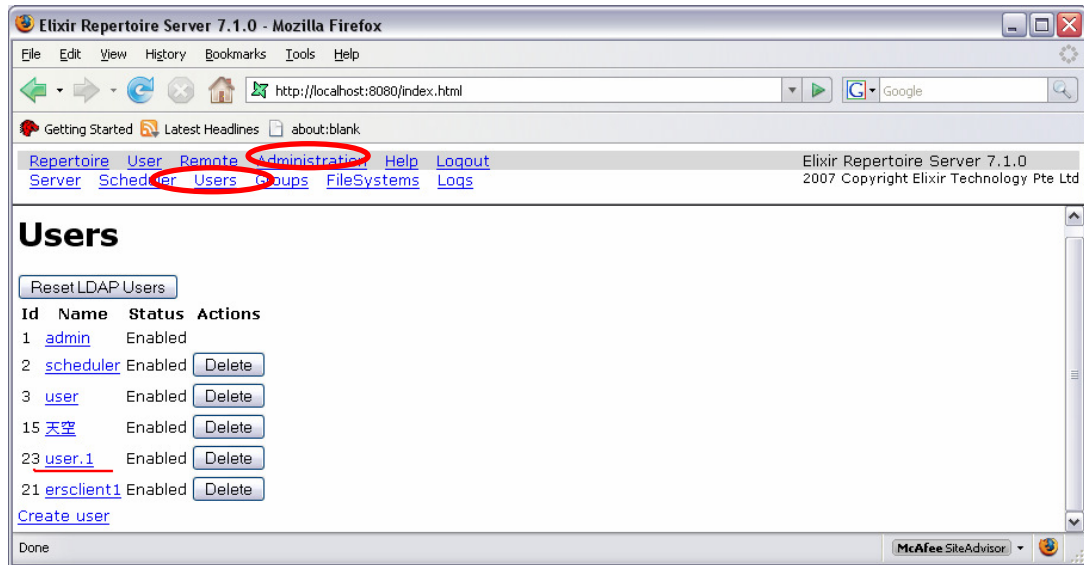 Elixir Repertoire Server 7.1.0 - Mozilla Firefox
File Edit View History Bookmarks Tools Help
http://localhost:8080/index.html
G Google
Getting Started Latest Headlines about:blank
Repertoire User Remote Administration Help Logout Elixir Repertoire Server 7.1.0
Server Scheduler Users Groups FileSystems Logs 2007 Copyright Elixir Technology Pte Ltd
Users
Reset LDAP Users
Id Name Status Actions
1 admin Enabled
2 scheduler Enabled Delete
3 user Enabled Delete
15 天空 Enabled Delete
23 user.1 Enabled Delete
21 ersclient1 Enabled Delete
Create user
Done McAfee SiteAdvisor